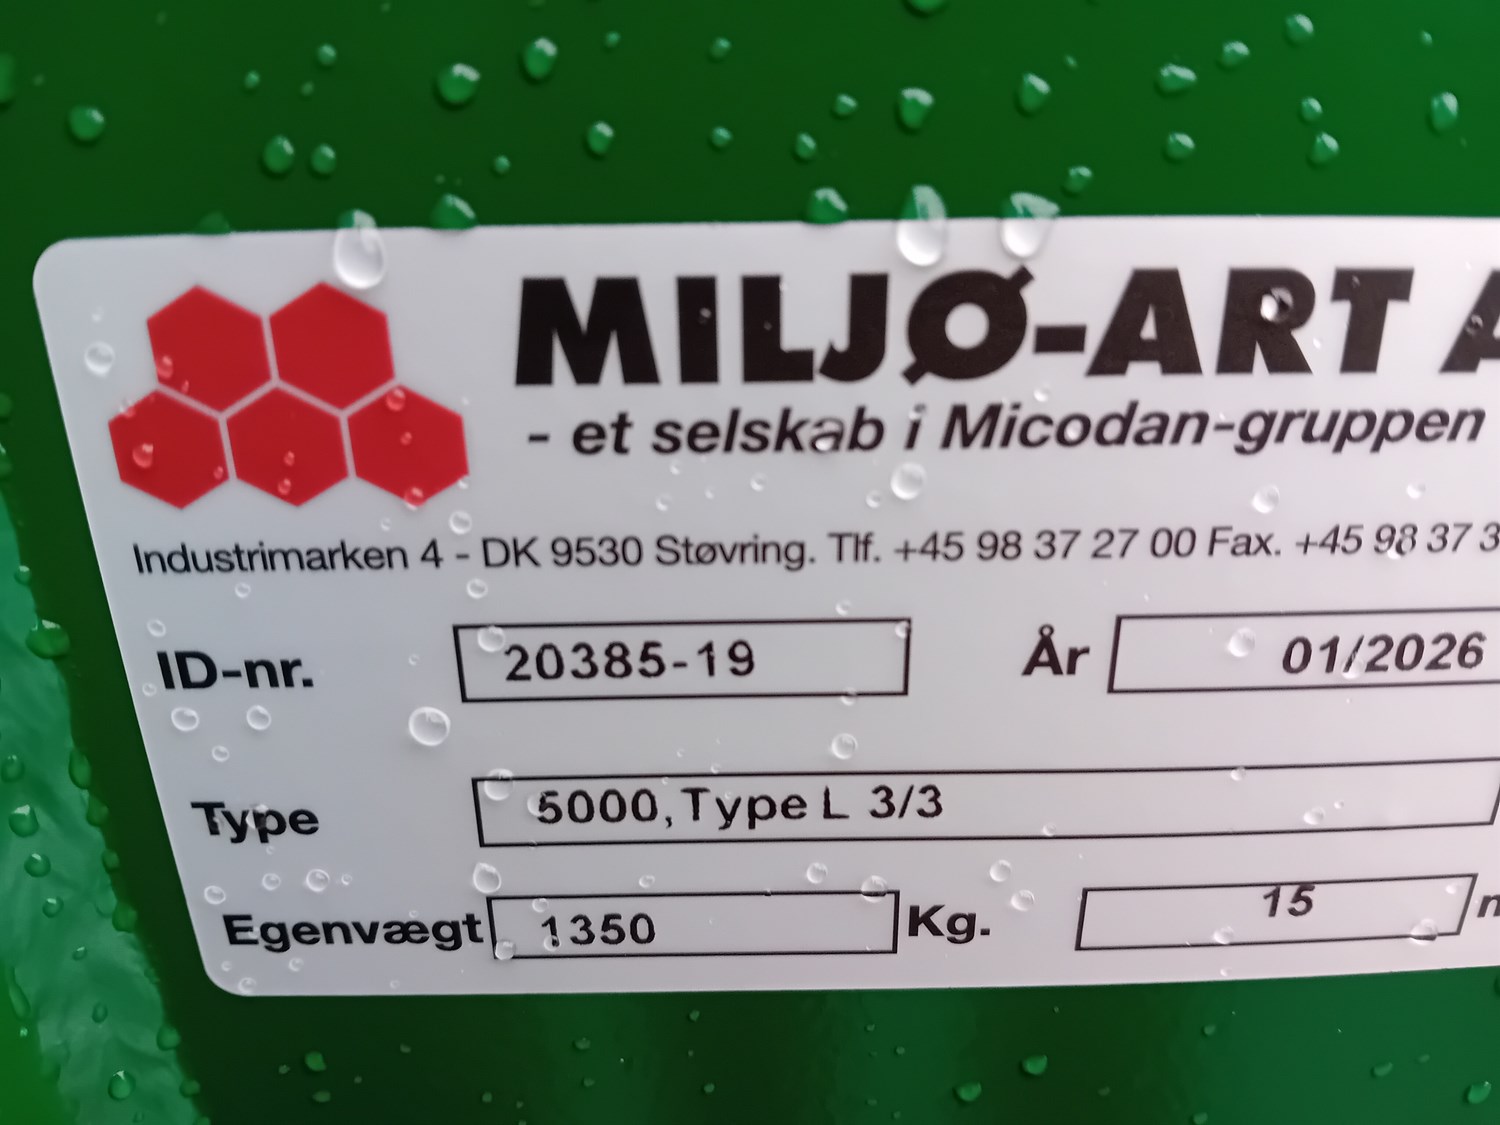 MILJØ-ART A
- et selskab i Micodan-gruppen
Industrimarken 4 - DK 9530 Støvring. Tlf. +45 98 37 27 00 Fax. +45 98 37 3
ID-nr. 20385-19 År 01/2026
Type 5000, Type L 3/3
Egenvægt 1350 Kg. 15